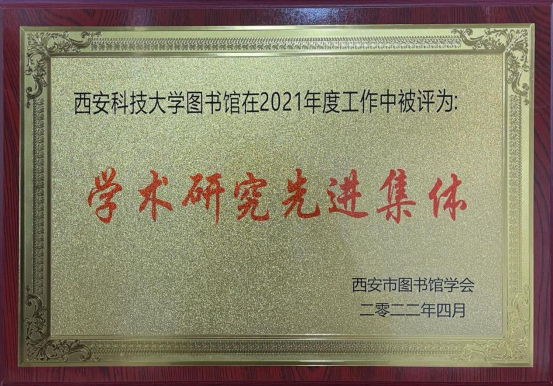 西安科技大学图书馆在2021年度工作中被评为:
学术研究先进集体
西安市图书馆学会
二零二二年四月